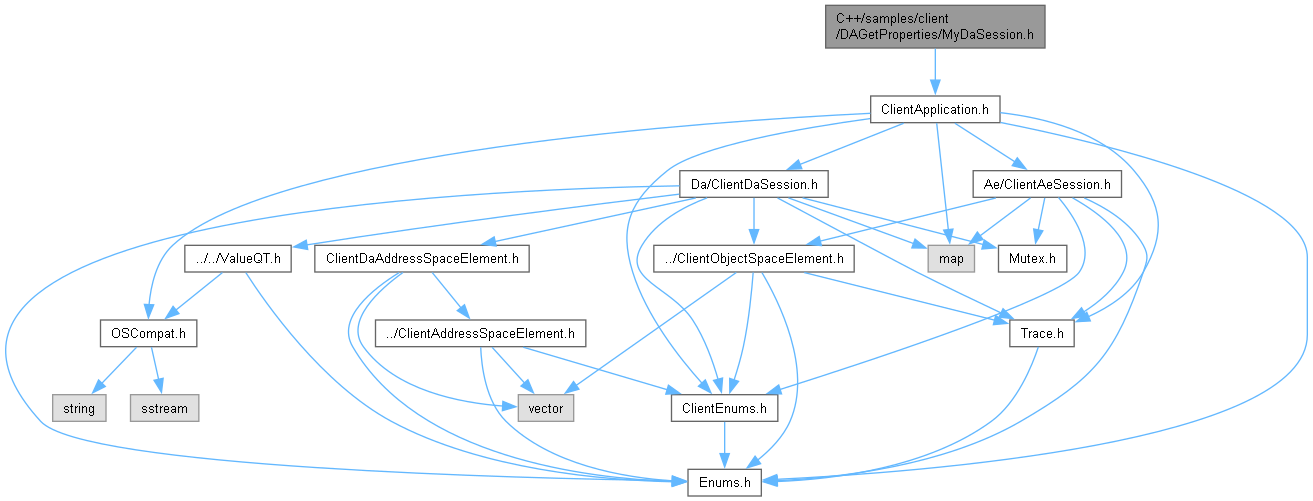 C++/samples/client
/DAGetProperties/MyDaSession.h
ClientApplication.h
Da/ClientDaSession.h
Ae/ClientAeSession.h
../../ValueQT.h
ClientDaAddressSpaceElement.h
../ClientObjectSpaceElement.h
map
Mutex.h
OSCompat.h
../ClientAddressSpaceElement.h
Trace.h
string
sstream
vector
ClientEnums.h
Enums.h